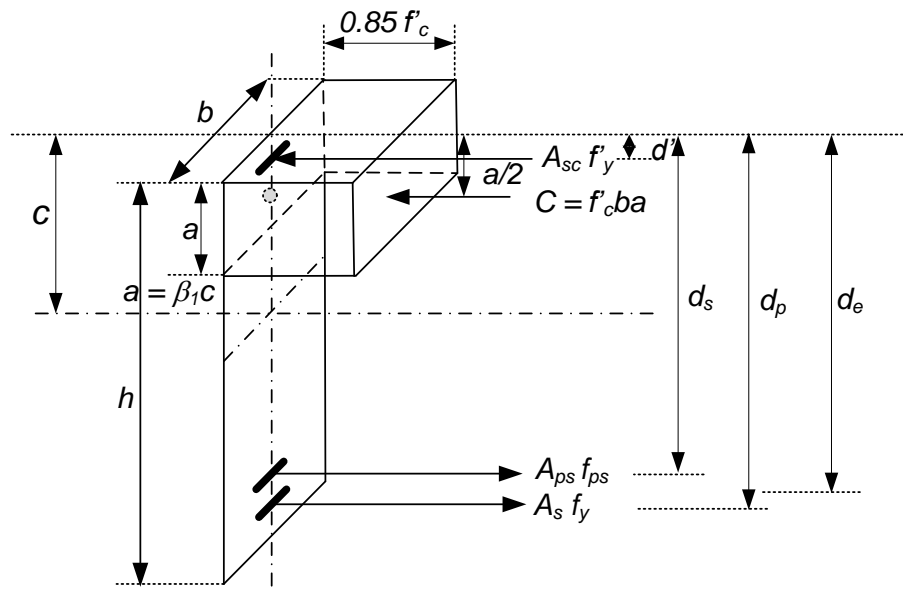 0.85 f'c
b
Asc f'y
d'
a/2
C = f'cba
c
a
a = β1c
ds
dp
de
h
Aps fps
As fy